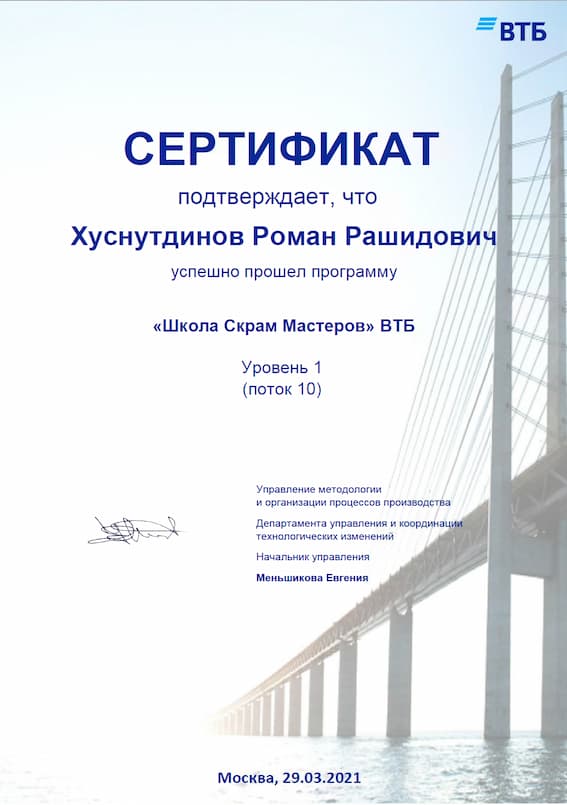 ВТБ
СЕРТИФИКАТ
подтверждает, что
Хуснутдинов Роман Рашидович
успешно прошел программу
«Школа Скрам Мастеров» ВТБ
Уровень 1
(поток 10)
Управление методологии
и организации процессов производства
Департамента управления и координации
технологических изменений
Начальник управления
Меньшикова Евгения
Москва, 29.03.2021